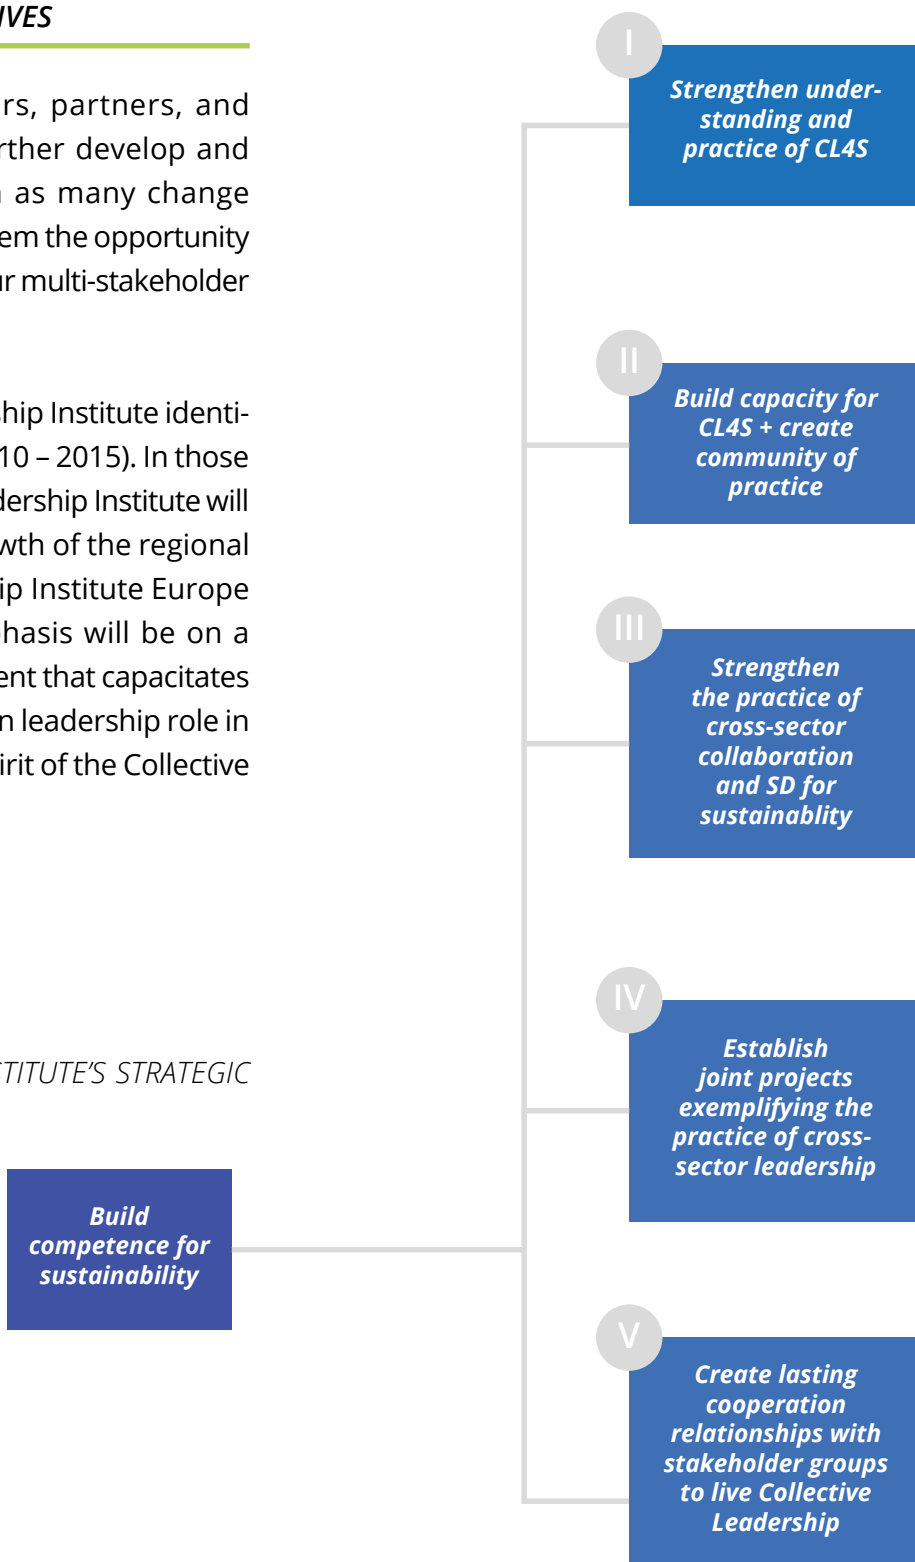 IVES
rs, partners, and
rther develop and
as many change
em the opportunity
ur multi-stakeholder
ship Institute identi-
10 – 2015). In those
dership Institute will
wth of the regional
ip Institute Europe
hasis will be on a
ent that capacitates
n leadership role in
irit of the Collective
STITUTE’S STRATEGIC
Build
competence for
sustainability
I
Strengthen under-
standing and
practice of CL4S
II
Build capacity for
CL4S + create
community of
practice
III
Strengthen
the practice of
cross-sector
collaboration
and SD for
sustainablity
IV
Establish
joint projects
exemplifying the
practice of cross-
sector leadership
V
Create lasting
cooperation
relationships with
stakeholder groups
to live Collective
Leadership